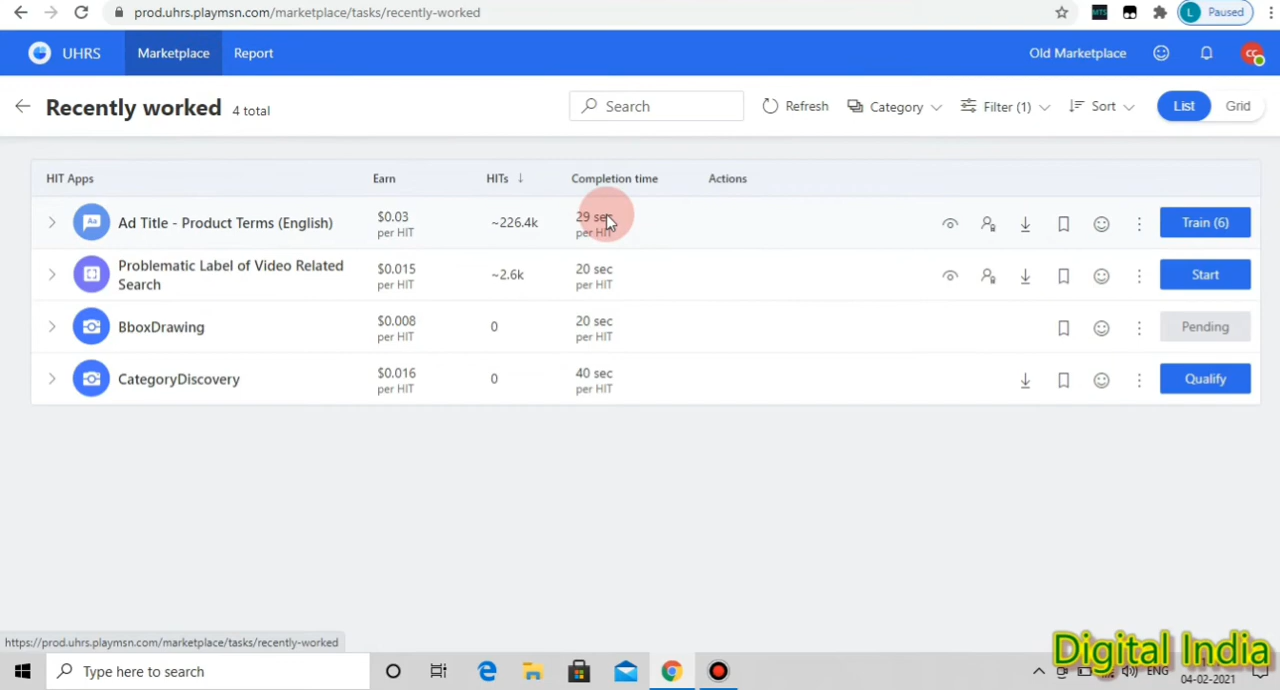 prod.uhrs.playmsn.com/marketplace/tasks/recently-worked
MTS
L Paused
UHRS Marketplace Report Old Marketplace CC
Recently worked 4 total Search Refresh Category Filter (1) Sort List Grid
HIT Apps Earn HITs ↓ Completion time Actions
Aa Ad Title - Product Terms (English) $0.03 per HIT ~226.4k 29 sec per HIT Train (6)
Problematic Label of Video Related Search $0.015 per HIT ~2.6k 20 sec per HIT Start
BboxDrawing $0.008 per HIT 0 20 sec per HIT Pending
CategoryDiscovery $0.016 per HIT 0 40 sec per HIT Qualify
https://prod.uhrs.playmsn.com/marketplace/tasks/recently-worked
Digital India
Type here to search ENG
04-02-2021